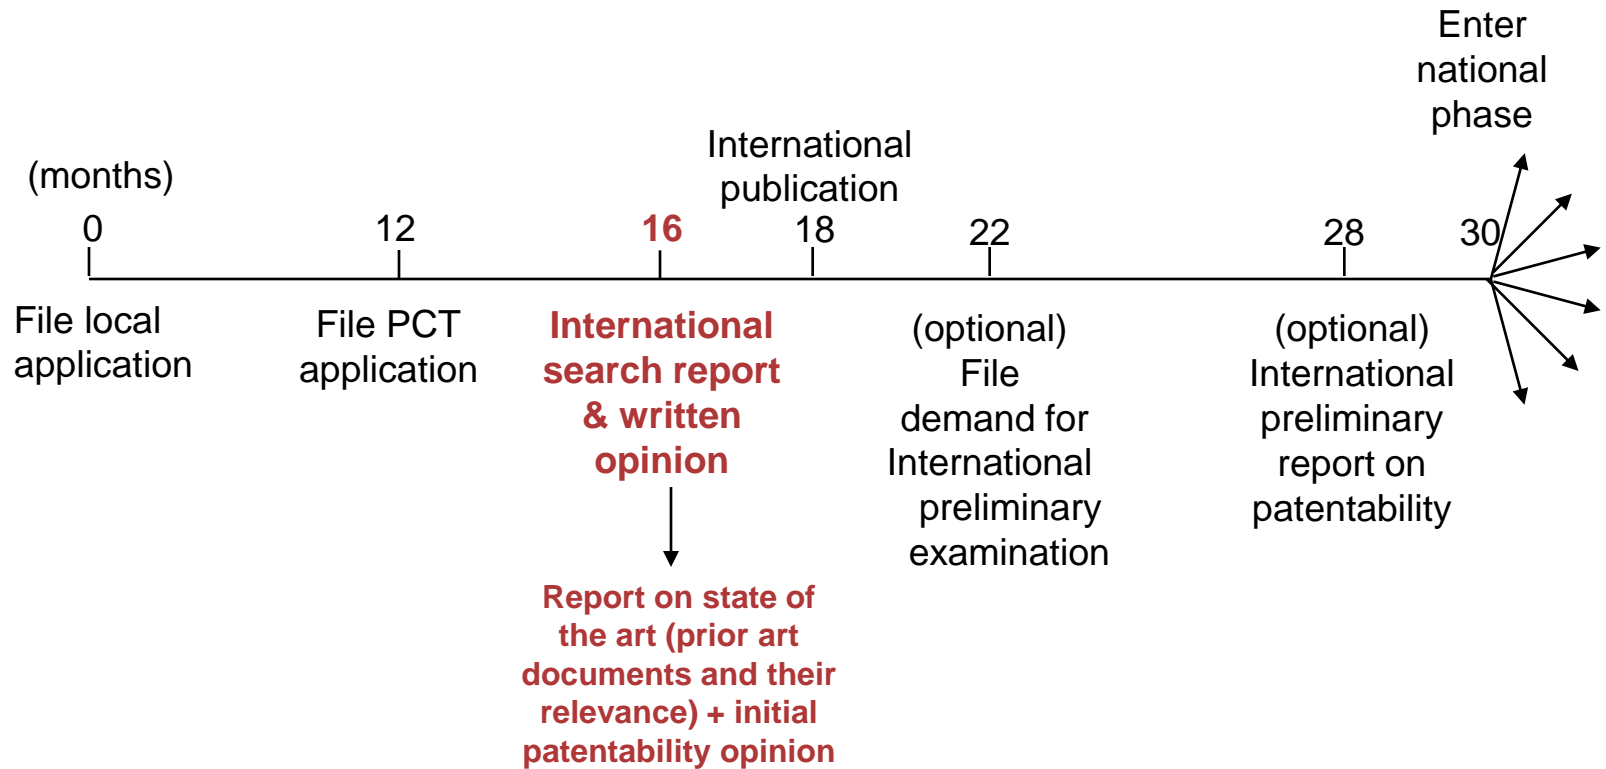 Enter
national
phase
International
publication
(months)
0
12
16
18
22
28
30
File local
application
File PCT
application
International
search report
& written
opinion
(optional)
File
demand for
International
preliminary
examination
(optional)
International
preliminary
report on
patentability
Report on state of
the art (prior art
documents and their
relevance) + initial
patentability opinion